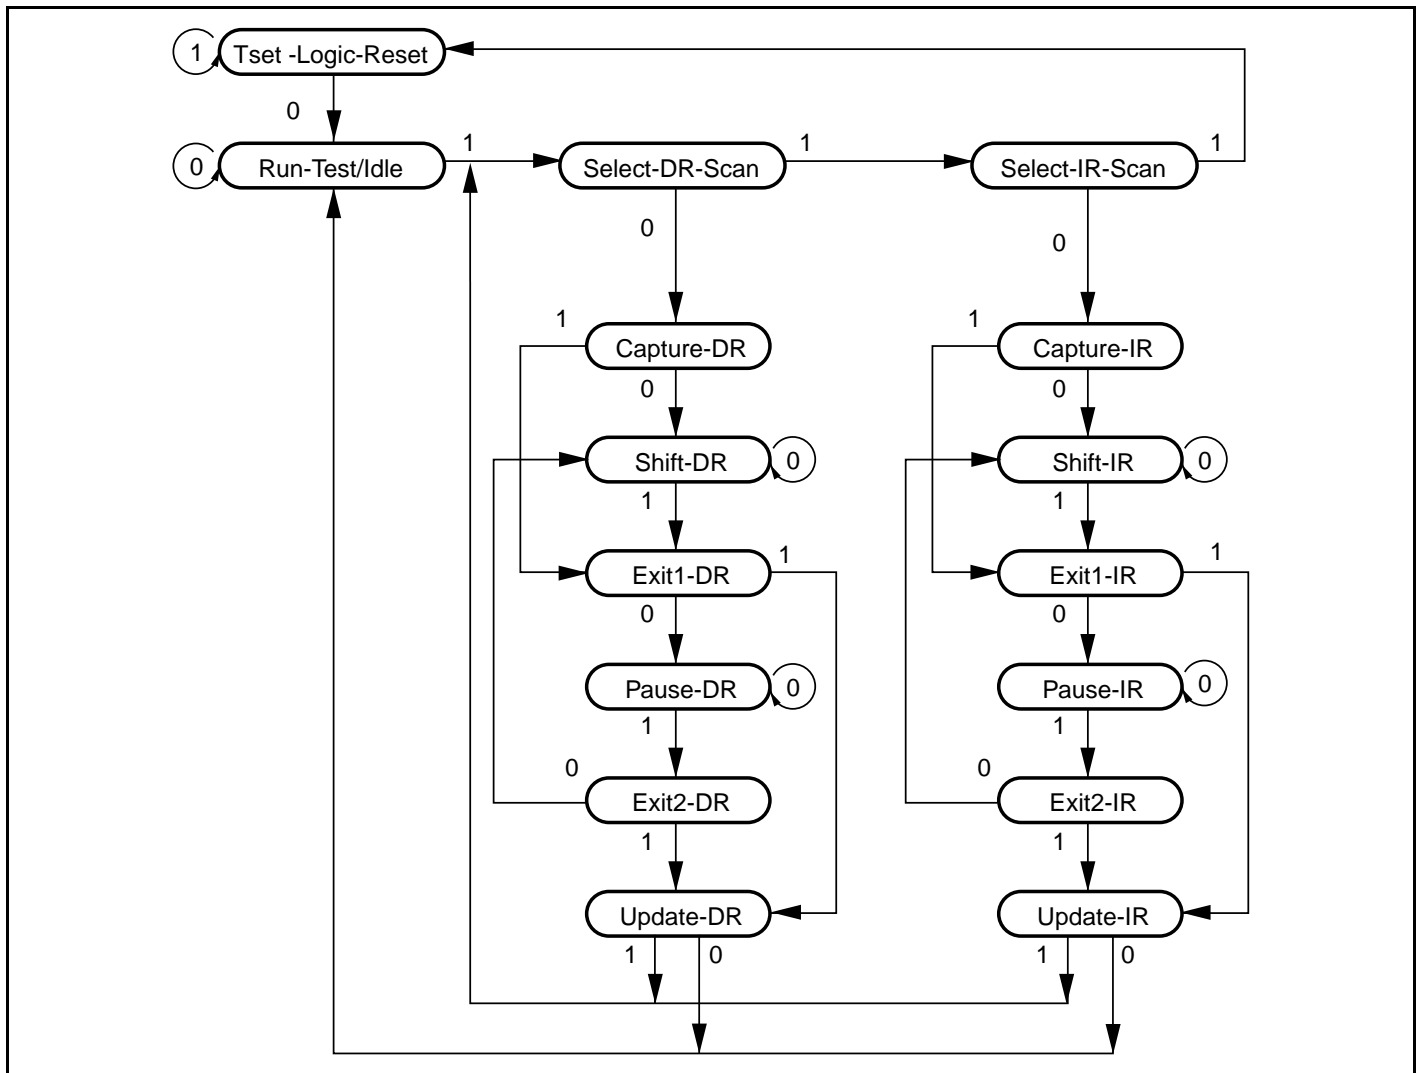 1
Tset -Logic-Reset
0
0
Run-Test/Idle
1
Select-DR-Scan
1
Select-IR-Scan
1
0
0
1
Capture-DR
1
Capture-IR
0
0
Shift-DR
0
Shift-IR
0
1
1
Exit1-DR
1
Exit1-IR
1
0
0
Pause-DR
0
Pause-IR
0
1
1
0
Exit2-DR
0
Exit2-IR
1
1
Update-DR
Update-IR
1
0
1
0